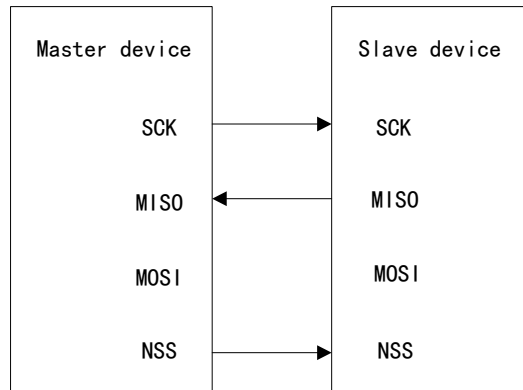 Master device
SCK
MISO
MOSI
NSS
Slave device
SCK
MISO
MOSI
NSS